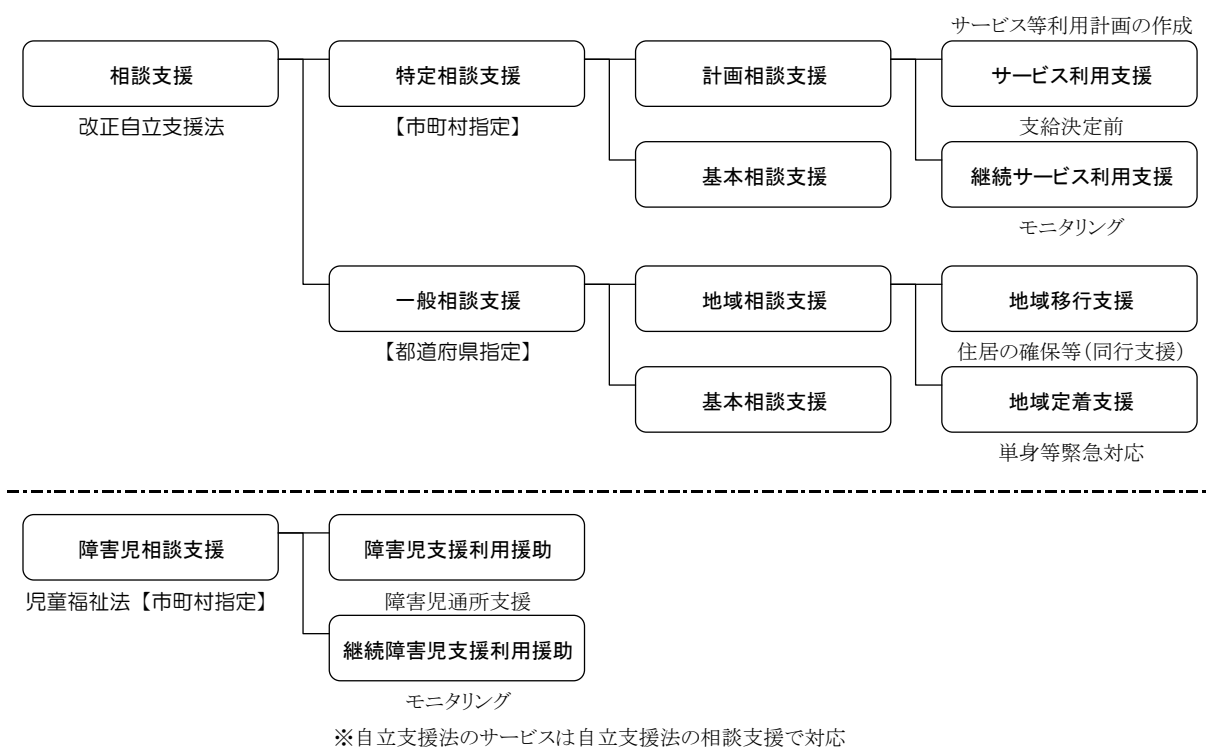 サービス等利用計画の作成
相談支援
特定相談支援
計画相談支援
サービス利用支援
改正自立支援法
【市町村指定】
支給決定前
基本相談支援
継続サービス利用支援
モニタリング
一般相談支援
地域相談支援
地域移行支援
【都道府県指定】
住居の確保等(同行支援)
基本相談支援
地域定着支援
単身等緊急対応
障害児相談支援
障害児支援利用援助
児童福祉法【市町村指定】
障害児通所支援
継続障害児支援利用援助
モニタリング
※自立支援法のサービスは自立支援法の相談支援で対応